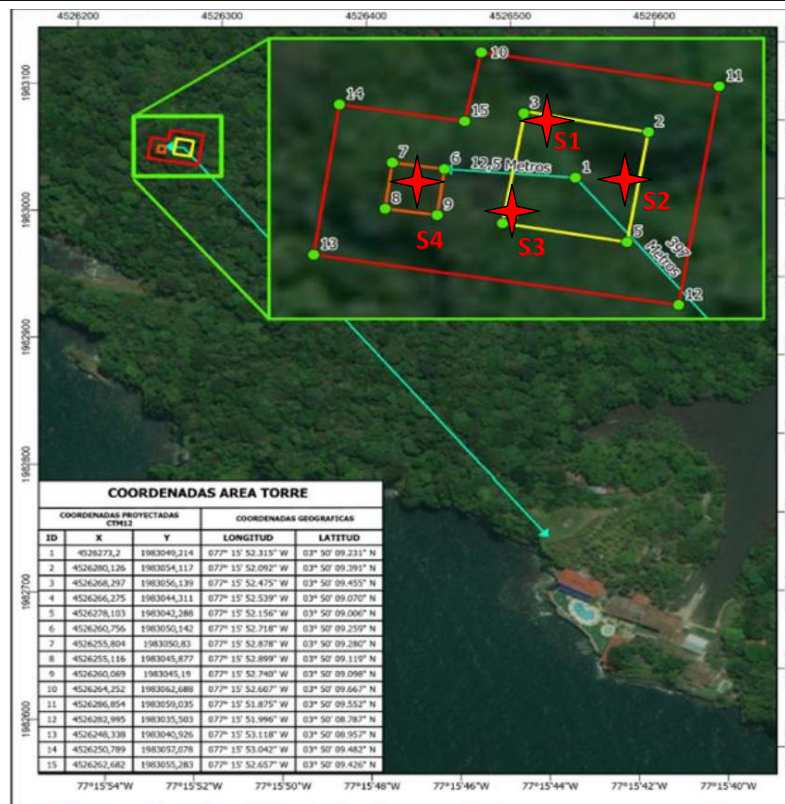 4526200 4526300 4526400 4526500 4526600
1983100
1983000
1982900
1982800
1982700
1982600
10
11
14
15
3
2
S1
7
6
12,5 Metros
1
S2
8
9
S4
S3
5
397 Metros
13
12
COORDENADAS AREA TORRE
COORDENADAS PROYECTADAS CTM12 COORDENADAS GEOGRAFICAS
ID X Y LONGITUD LATITUD
1 4526273,2 1983049,214 077° 15' 52.315" W 03° 50' 09.231" N
2 4526280,126 1983054,117 077° 15' 52.092" W 03° 50' 09.391" N
3 4526268,297 1983056,139 077° 15' 52.475" W 03° 50' 09.455" N
4 4526266,275 1983044,311 077° 15' 52.539" W 03° 50' 09.070" N
5 4526278,103 1983042,288 077° 15' 52.156" W 03° 50' 09.006" N
6 4526260,756 1983050,142 077° 15' 52.718" W 03° 50' 09.259" N
7 4526255,804 1983050,83 077° 15' 52.878" W 03° 50' 09.280" N
8 4526255,116 1983045,877 077° 15' 52.899" W 03° 50' 09.119" N
9 4526260,069 1983045,19 077° 15' 52.740" W 03° 50' 09.098" N
10 4526264,252 1983062,688 077° 15' 52.607" W 03° 50' 09.667" N
11 4526286,854 1983059,035 077° 15' 51.875" W 03° 50' 09.552" N
12 4526282,995 1983035,503 077° 15' 51.996" W 03° 50' 08.787" N
13 4526248,338 1983040,926 077° 15' 53.118" W 03° 50' 08.957" N
14 4526250,789 1983057,078 077° 15' 53.042" W 03° 50' 09.482" N
15 4526262,682 1983055,283 077° 15' 52.657" W 03° 50' 09.426" N
77°15'54"W 77°15'52"W 77°15'50"W 77°15'48"W 77°15'46"W 77°15'44"W 77°15'42"W 77°15'40"W